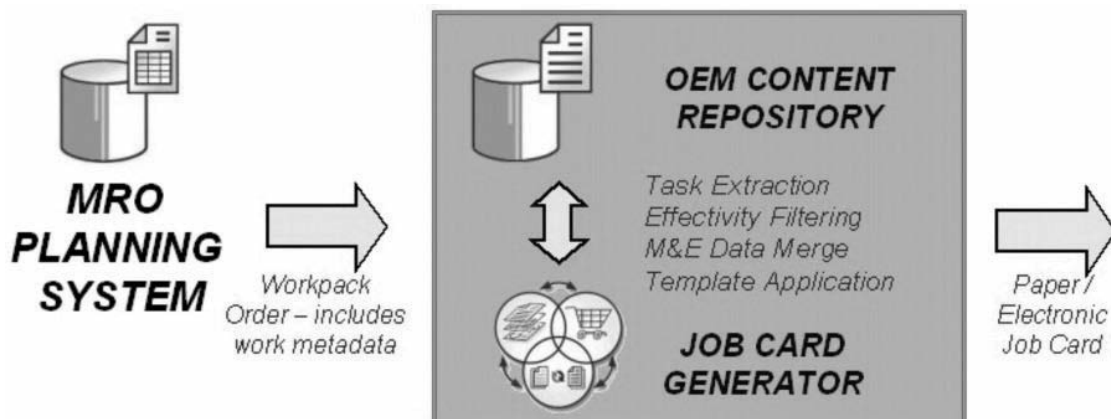 MRO
PLANNING
SYSTEM
Workpack
Order – includes
work metadata
OEM CONTENT
REPOSITORY
Task Extraction
Effectivity Filtering
M&E Data Merge
Template Application
JOB CARD
GENERATOR
Paper /
Electronic
Job Card